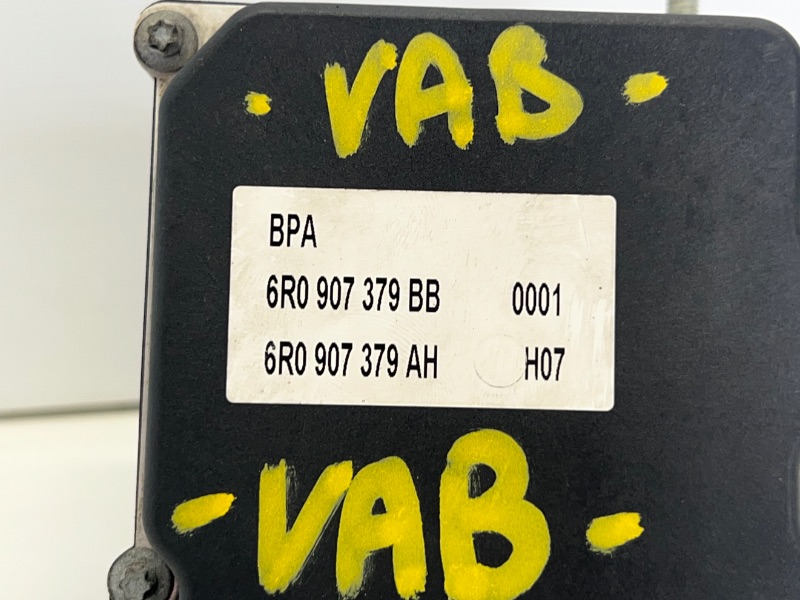 - VAB -
BPA
6R0 907 379 BB 0001
6R0 907 379 AH H07
- VAB -